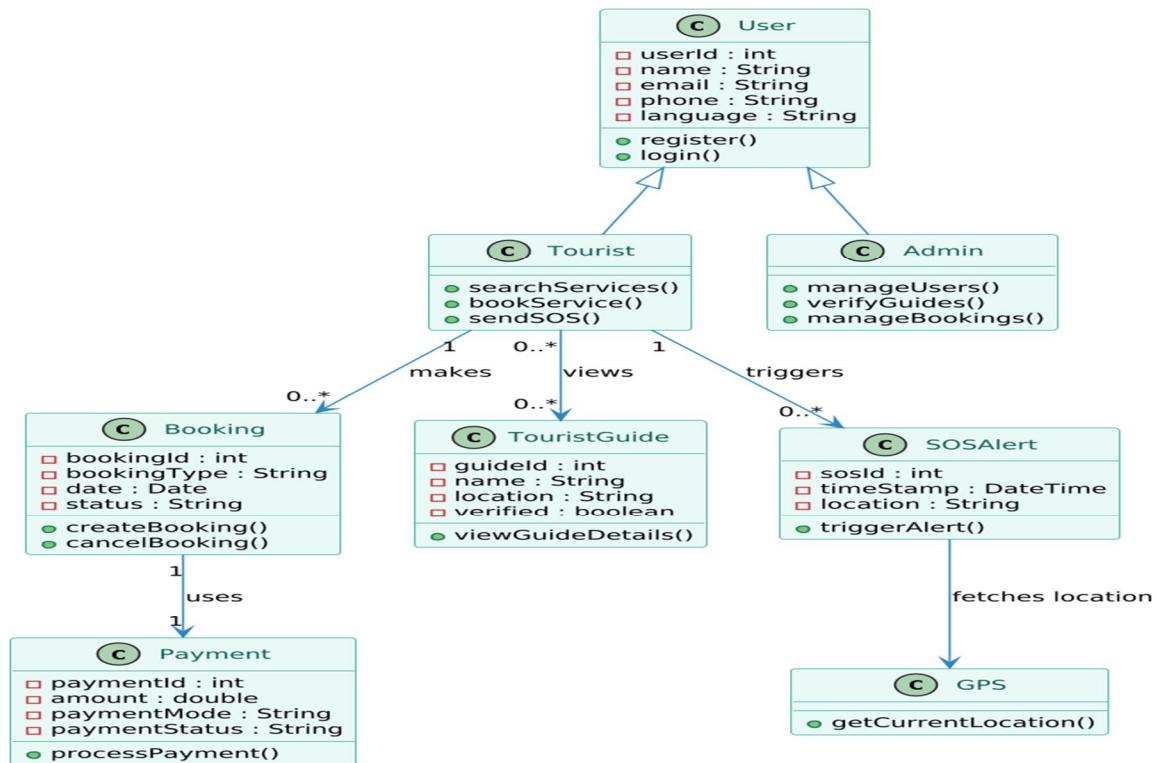 C User
userId : int
name : String
email : String
phone : String
language : String
register()
login()
C Tourist
searchServices()
bookService()
sendSOS()
C Admin
manageUsers()
verifyGuides()
manageBookings()
1
makes
0..*
0..*
views
0..*
1
triggers
0..*
C Booking
bookingId : int
bookingType : String
date : Date
status : String
createBooking()
cancelBooking()
C TouristGuide
guideId : int
name : String
location : String
verified : boolean
viewGuideDetails()
C SOSAlert
sosId : int
timeStamp : DateTime
location : String
triggerAlert()
1
uses
1
fetches location
C Payment
paymentId : int
amount : double
paymentMode : String
paymentStatus : String
processPayment()
C GPS
getCurrentLocation()